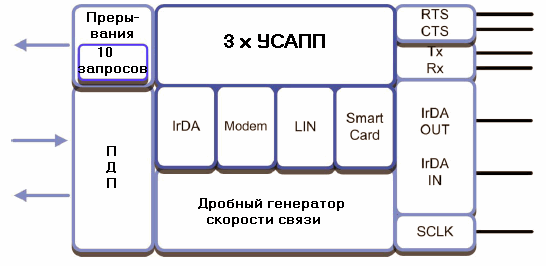 Преры-
вания
10
запросов
3 x УСАПП
RTS
CTS
Tx
Rx
IrDA
Modem
LIN
Smart
Card
IrDA
OUT
IrDA
IN
П
Д
П
Дробный генератор
скорости связи
SCLK